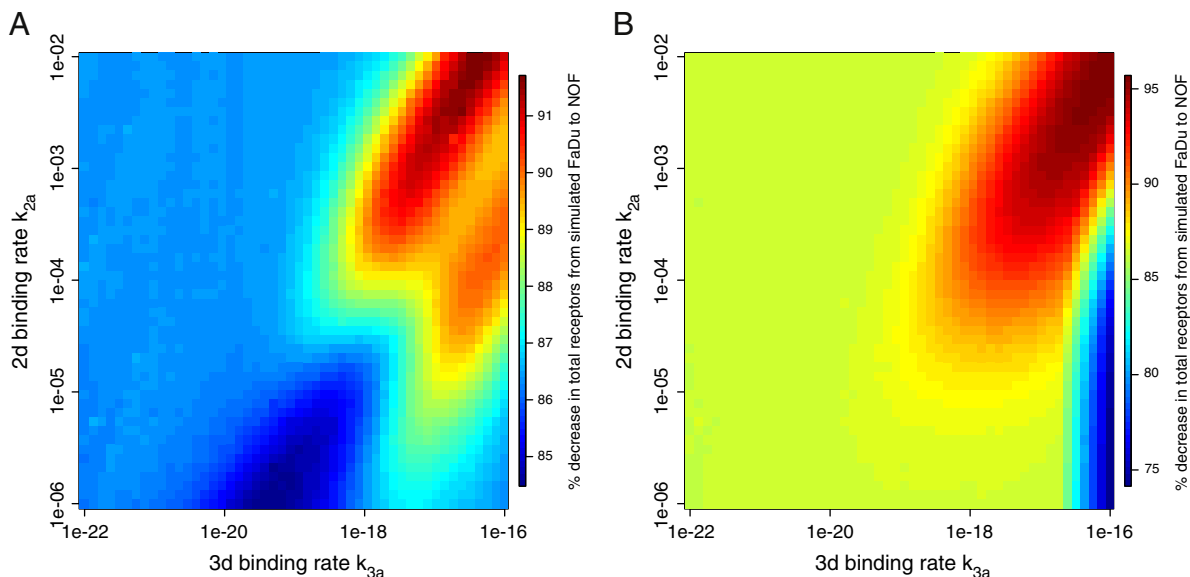 A
1e-02
1e-03
1e-04
1e-05
1e-06
2d binding rate k2a
1e-22
1e-20
1e-18
1e-16
3d binding rate k3a
91
90
89
88
87
86
85
% decrease in total receptors from simulated FaDu to NOF
B
1e-02
1e-03
1e-04
1e-05
1e-06
2d binding rate k2a
1e-22
1e-20
1e-18
1e-16
3d binding rate k3a
95
90
85
80
75
% decrease in total receptors from simulated FaDu to NOF